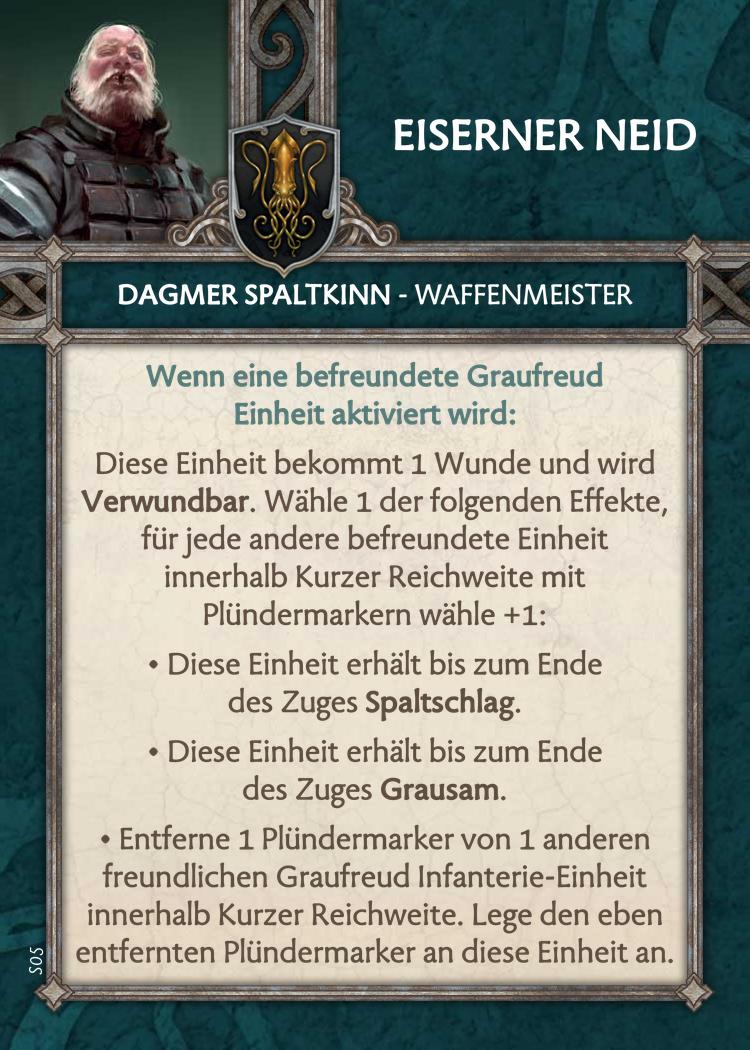 EISERNER NEID
DAGMER SPALTKINN - WAFFENMEISTER
Wenn eine befreundete Graufreud
Einheit aktiviert wird:
Diese Einheit bekommt 1 Wunde und wird
Verwundbar. Wähle 1 der folgenden Effekte,
für jede andere befreundete Einheit
innerhalb Kurzer Reichweite mit
Plündermarkern wähle +1:
• Diese Einheit erhält bis zum Ende
des Zuges Spaltschlag.
• Diese Einheit erhält bis zum Ende
des Zuges Grausam.
• Entferne 1 Plündermarker von 1 anderen
freundlichen Graufreud Infanterie-Einheit
innerhalb Kurzer Reichweite. Lege den eben
entfernten Plündermarker an diese Einheit an.
S05